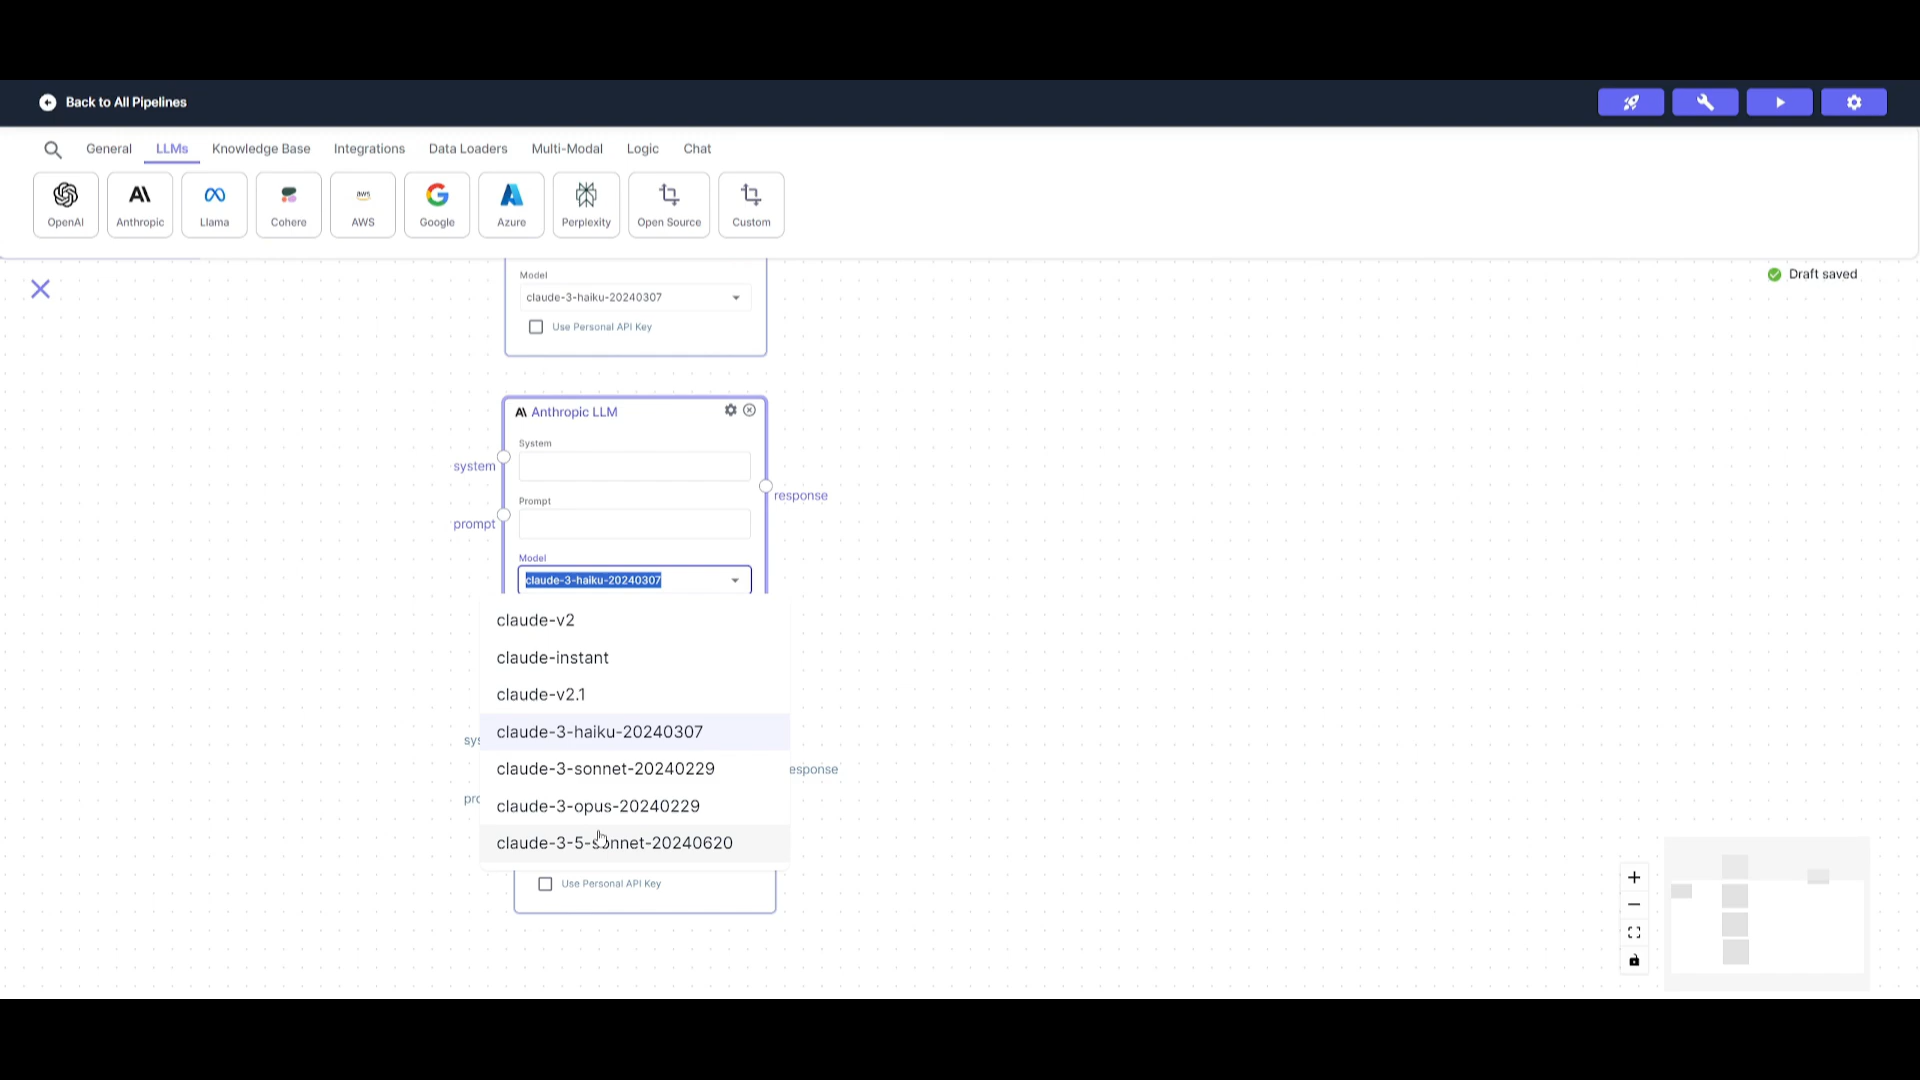 Back to All Pipelines
General LLMs Knowledge Base Integrations Data Loaders Multi-Modal Logic Chat
OpenAI Anthropic Llama Cohere aws AWS Google Azure Perplexity Open Source Custom
Draft saved
Model
claude-3-haiku-20240307
Use Personal API Key
Anthropic LLM
System
system
response
Prompt
prompt
Model
claude-3-haiku-20240307
claude-v2
claude-instant
claude-v2.1
claude-3-haiku-20240307
sys
claude-3-sonnet-20240229
esponse
claude-3-opus-20240229
pro
claude-3-5-sonnet-20240620
Use Personal API Key